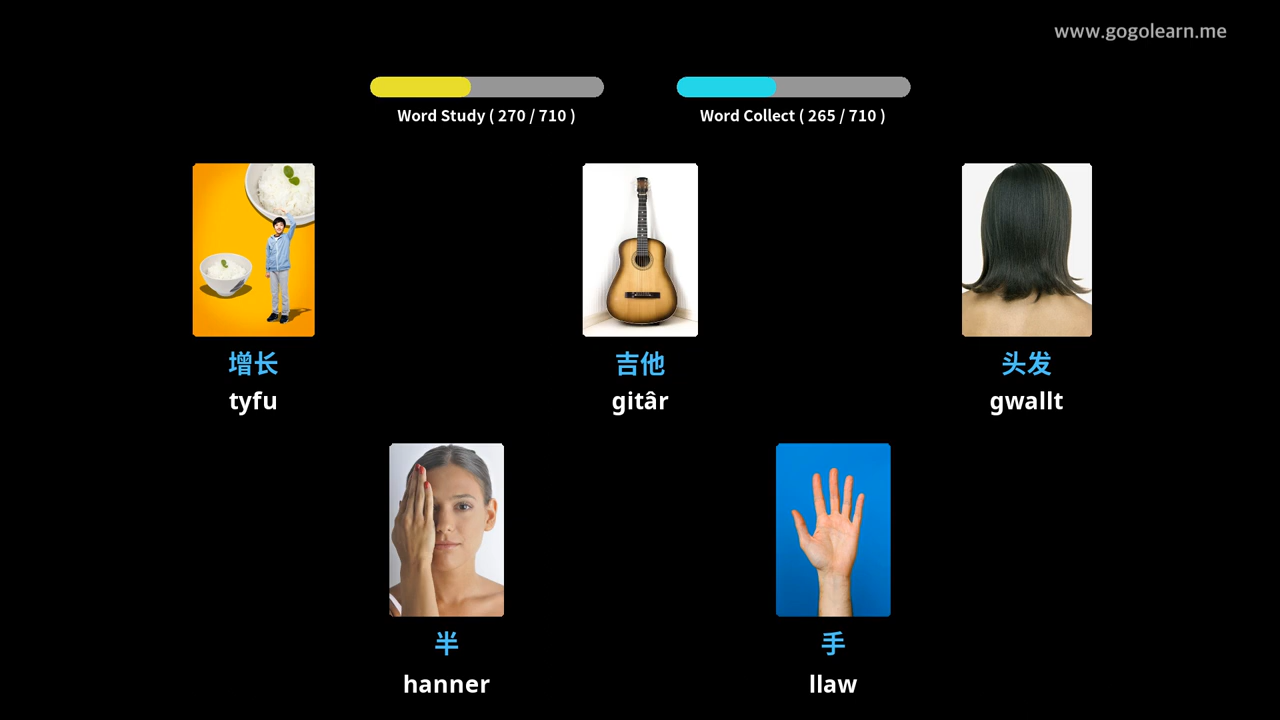 www.gogolearn.me
Word Study ( 270 / 710 )
Word Collect ( 265 / 710 )
增长
tyfu
吉他
gitâr
头发
gwallt
半
hanner
手
llaw